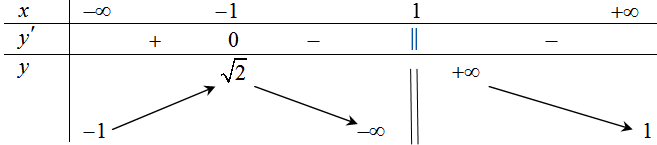 x −∞ −1 1 +∞
y′ + 0 − || −
y √2 +∞
−1 −∞ 1